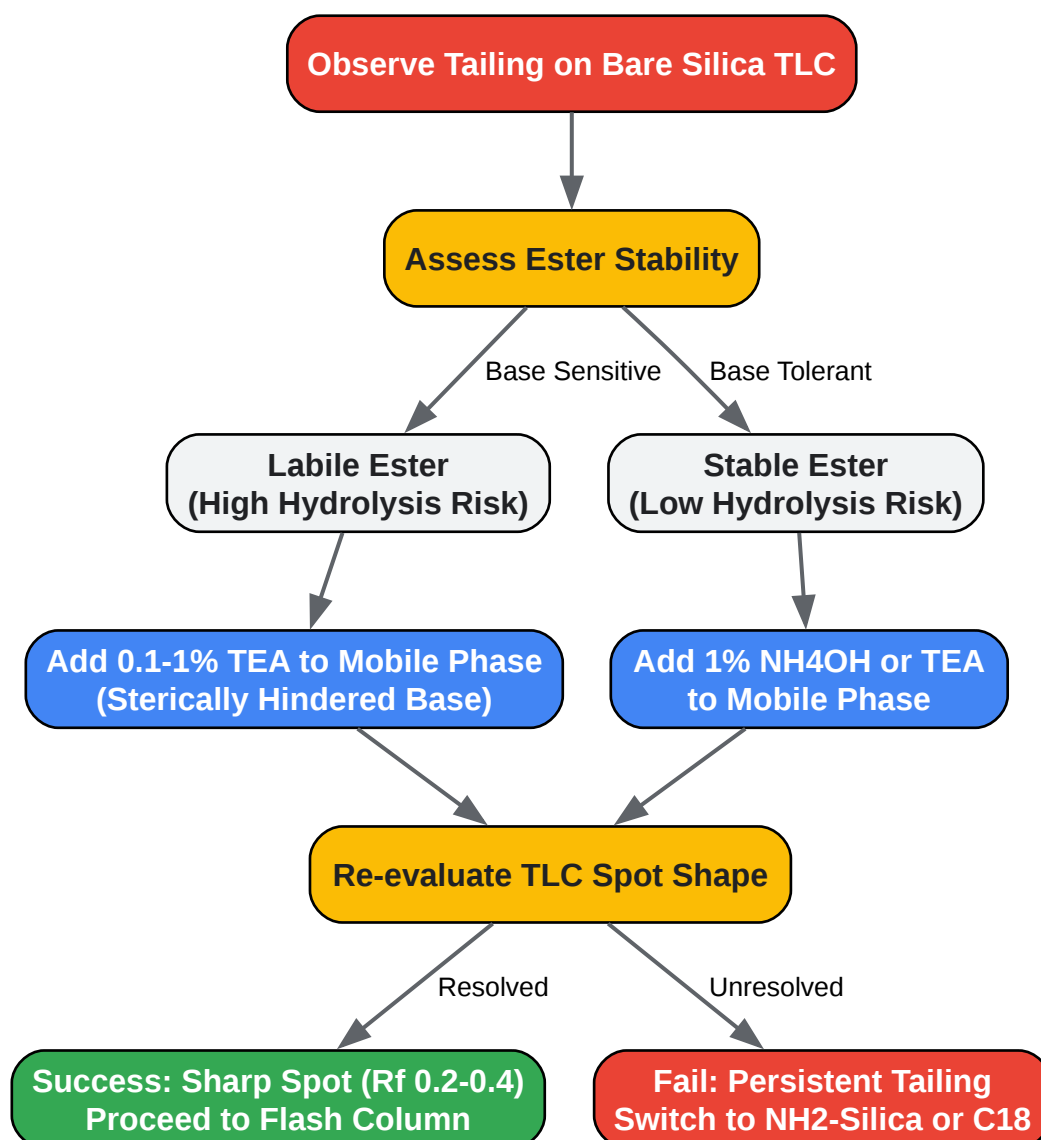 Observe Tailing on Bare Silica TLC
Assess Ester Stability
Base Sensitive
Base Tolerant
Labile Ester
(High Hydrolysis Risk)
Stable Ester
(Low Hydrolysis Risk)
Add 0.1-1% TEA to Mobile Phase
(Sterically Hindered Base)
Add 1% NH4OH or TEA
to Mobile Phase
Re-evaluate TLC Spot Shape
Resolved
Unresolved
Success: Sharp Spot (Rf 0.2-0.4)
Proceed to Flash Column
Fail: Persistent Tailing
Switch to NH2-Silica or C18